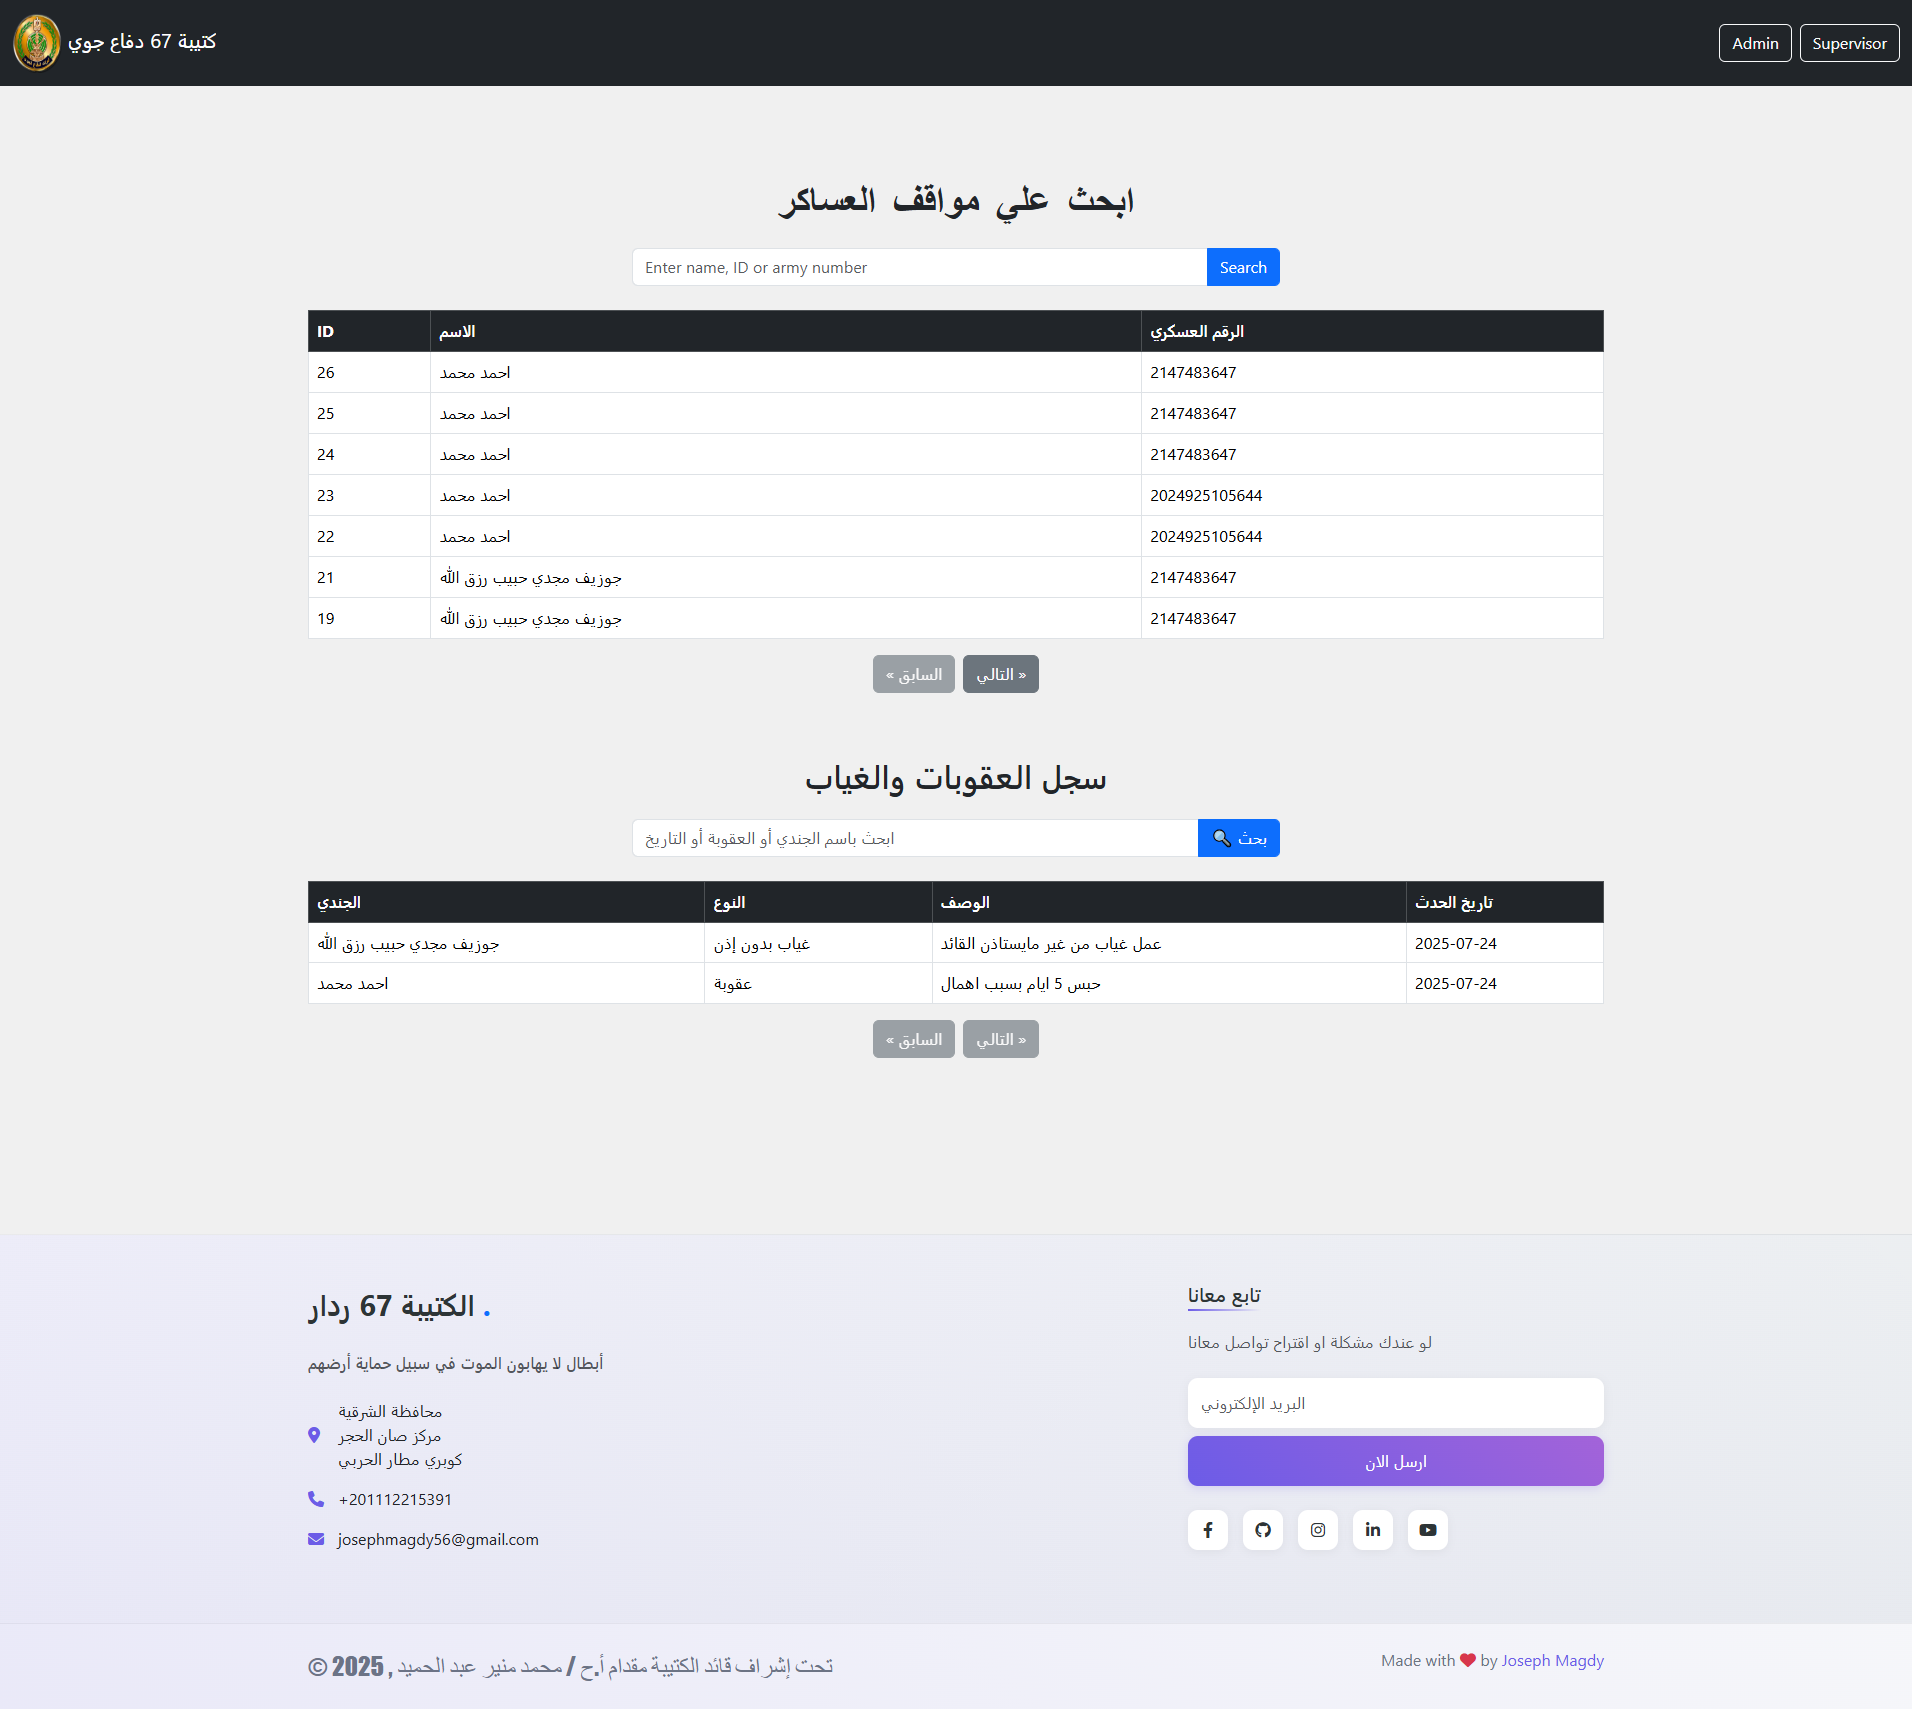 كتيبة 67 دفاع جوي
Admin
Supervisor
ابحث علي مواقف العساكر
Enter name, ID or army number
Search
ID الاسم الرقم العسكري
26 احمد محمد 2147483647
25 احمد محمد 2147483647
24 احمد محمد 2147483647
23 احمد محمد 2024925105644
22 احمد محمد 2024925105644
21 جوزيف مجدي حبيب رزق الله 2147483647
19 جوزيف مجدي حبيب رزق الله 2147483647
« السابق
التالي »
سجل العقوبات والغياب
ابحث باسم الجندي أو العقوبة أو التاريخ
بحث 🔍
الجندي النوع الوصف تاريخ الحدث
جوزيف مجدي حبيب رزق الله غياب بدون إذن عمل غياب من غير مايستاذن القائد 2025-07-24
احمد محمد عقوبة حبس 5 ايام بسبب اهمال 2025-07-24
« السابق
التالي »
الكتيبة 67 ردار .
أبطال لا يهابون الموت في سبيل حماية أرضهم
محافظة الشرقية
مركز صان الحجر
كوبري مطار الحربي
+201112215391
josephmagdy56@gmail.com
تابع معانا
لو عندك مشكلة او اقتراح تواصل معانا
البريد الإلكتروني
ارسل الان
© 2025 , تحت إشراف قائد الكتيبة مقدام أ.ح / محمد منير عبد الحميد
Made with ❤ by Joseph Magdy